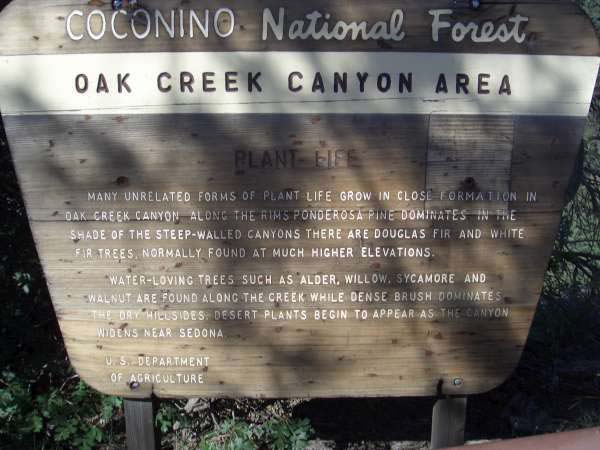 COCONINO National Forest
OAK CREEK CANYON AREA
PLANT LIFE
MANY UNRELATED FORMS OF PLANT LIFE GROW IN CLOSE FORMATION IN
OAK CREEK CANYON. ALONG THE RIMS PONDEROSA PINE DOMINATES. IN THE
SHADE OF THE STEEP-WALLED CANYONS THERE ARE DOUGLAS FIR AND WHITE
FIR TREES, NORMALLY FOUND AT MUCH HIGHER ELEVATIONS.
WATER-LOVING TREES SUCH AS ALDER, WILLOW, SYCAMORE AND
WALNUT ARE FOUND ALONG THE CREEK WHILE DENSE BRUSH DOMINATES
THE DRY HILLSIDES. DESERT PLANTS BEGIN TO APPEAR AS THE CANYON
WIDENS NEAR SEDONA.
U.S. DEPARTMENT
OF AGRICULTURE